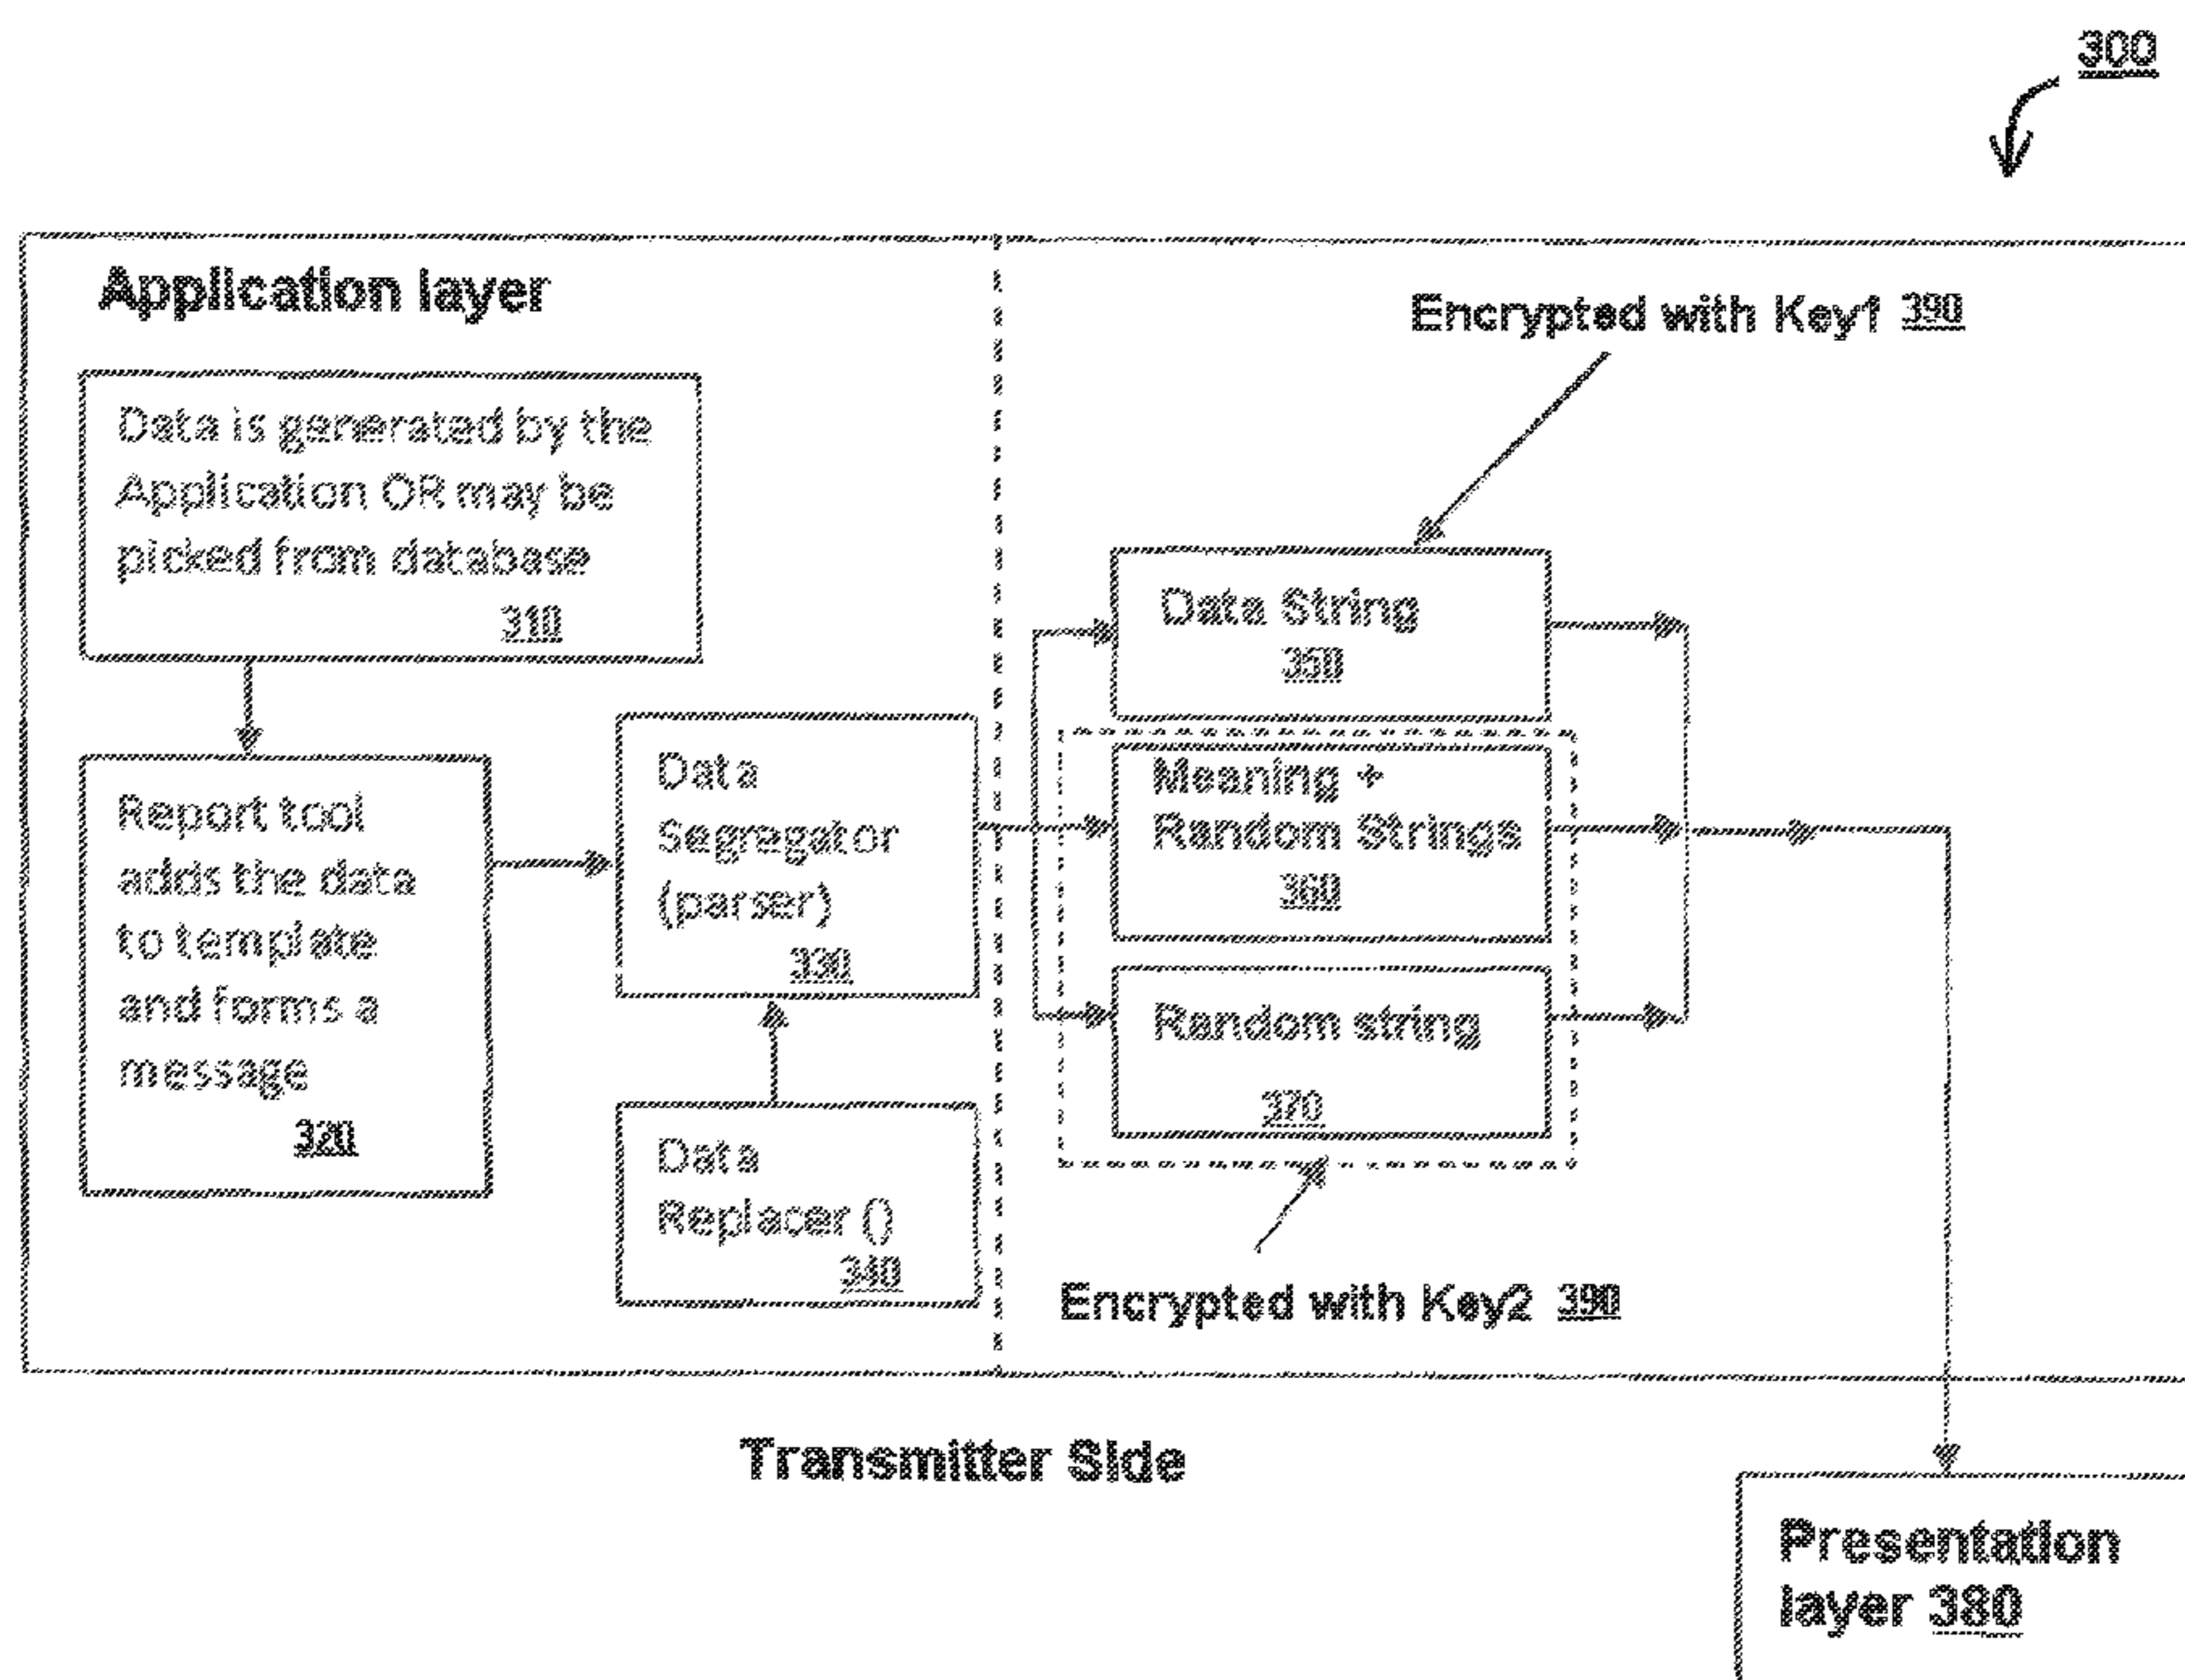 300
Application layer
Encrypted with Key1 390
Data is generated by the
Application OR may be
picked from database
310
Data String
350
Report tool
adds the data
to template
and forms a
message
320
Data
Segregator
(parser)
330
Meaning +
Random Strings
360
Random string
370
Data
Replacer ()
340
Encrypted with Key2 390
Transmitter Side
Presentation
layer 380